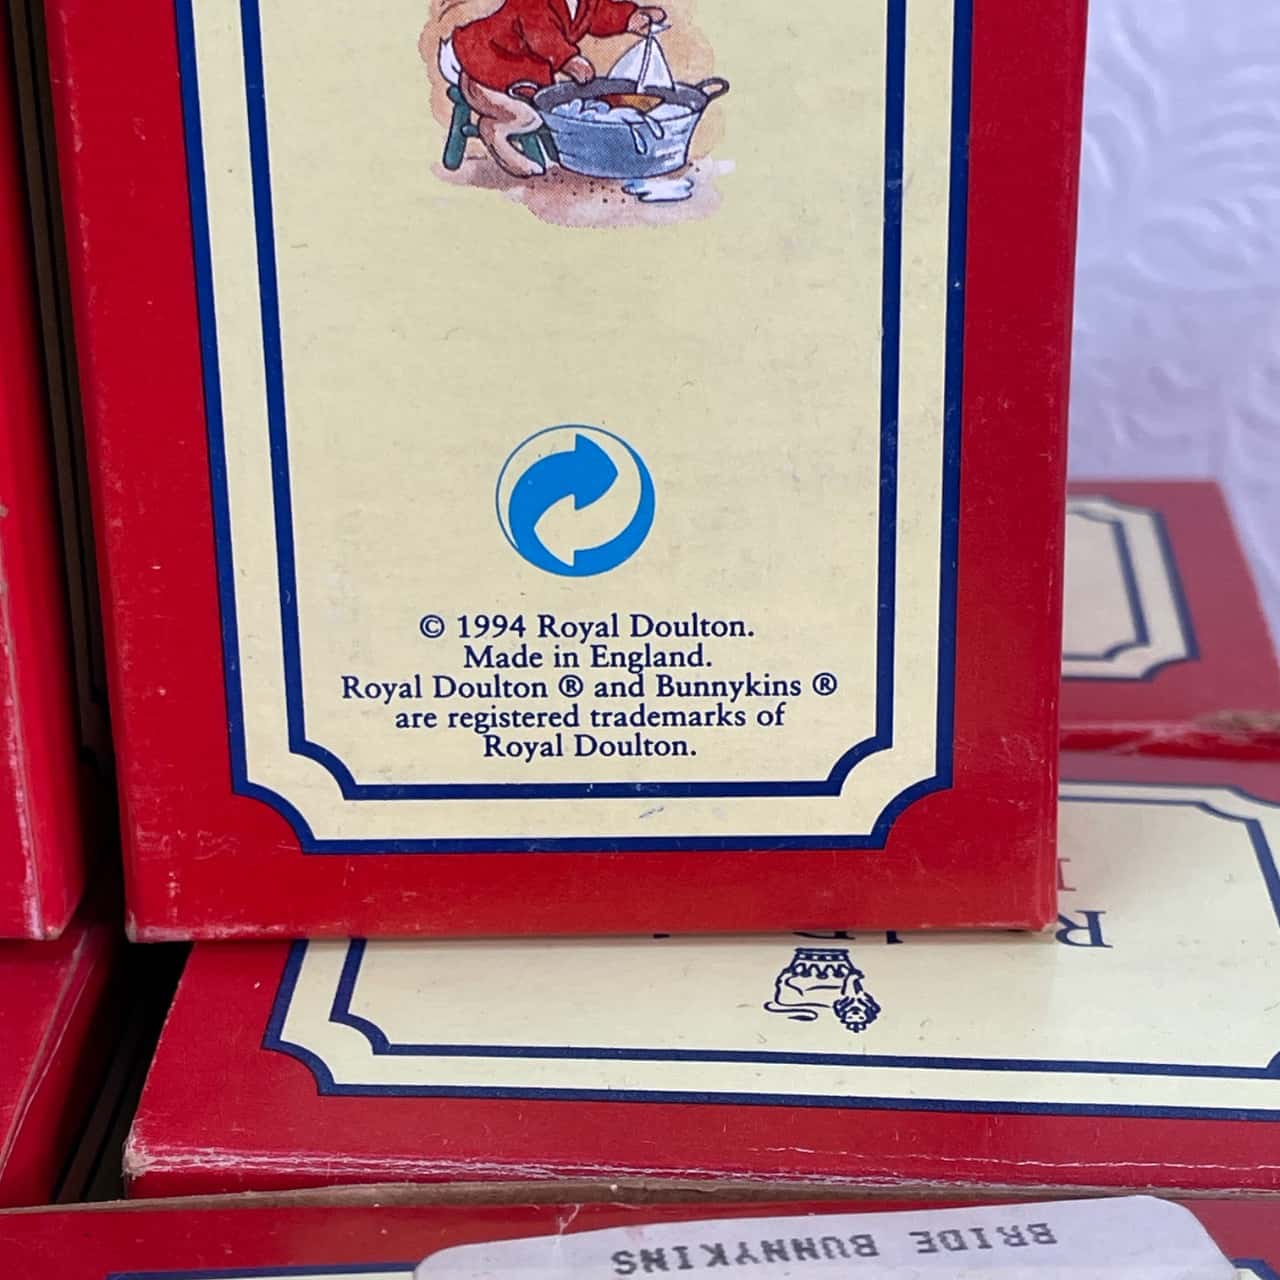 © 1994 Royal Doulton.
Made in England.
Royal Doulton ® and Bunnykins ®
are registered trademarks of
Royal Doulton.
BRIDE BUNNYKINS